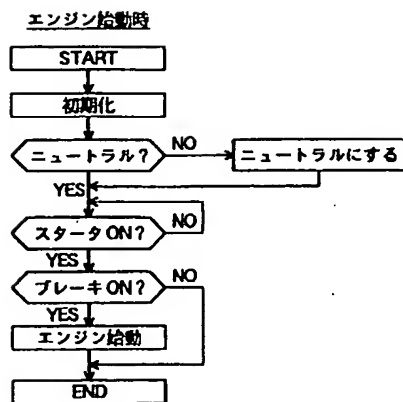 エンジン始動時
START
初期化
ニュートラル?
NO
ニュートラルにする
YES
スタータON?
NO
YES
ブレーキON?
NO
YES
エンジン始動
END